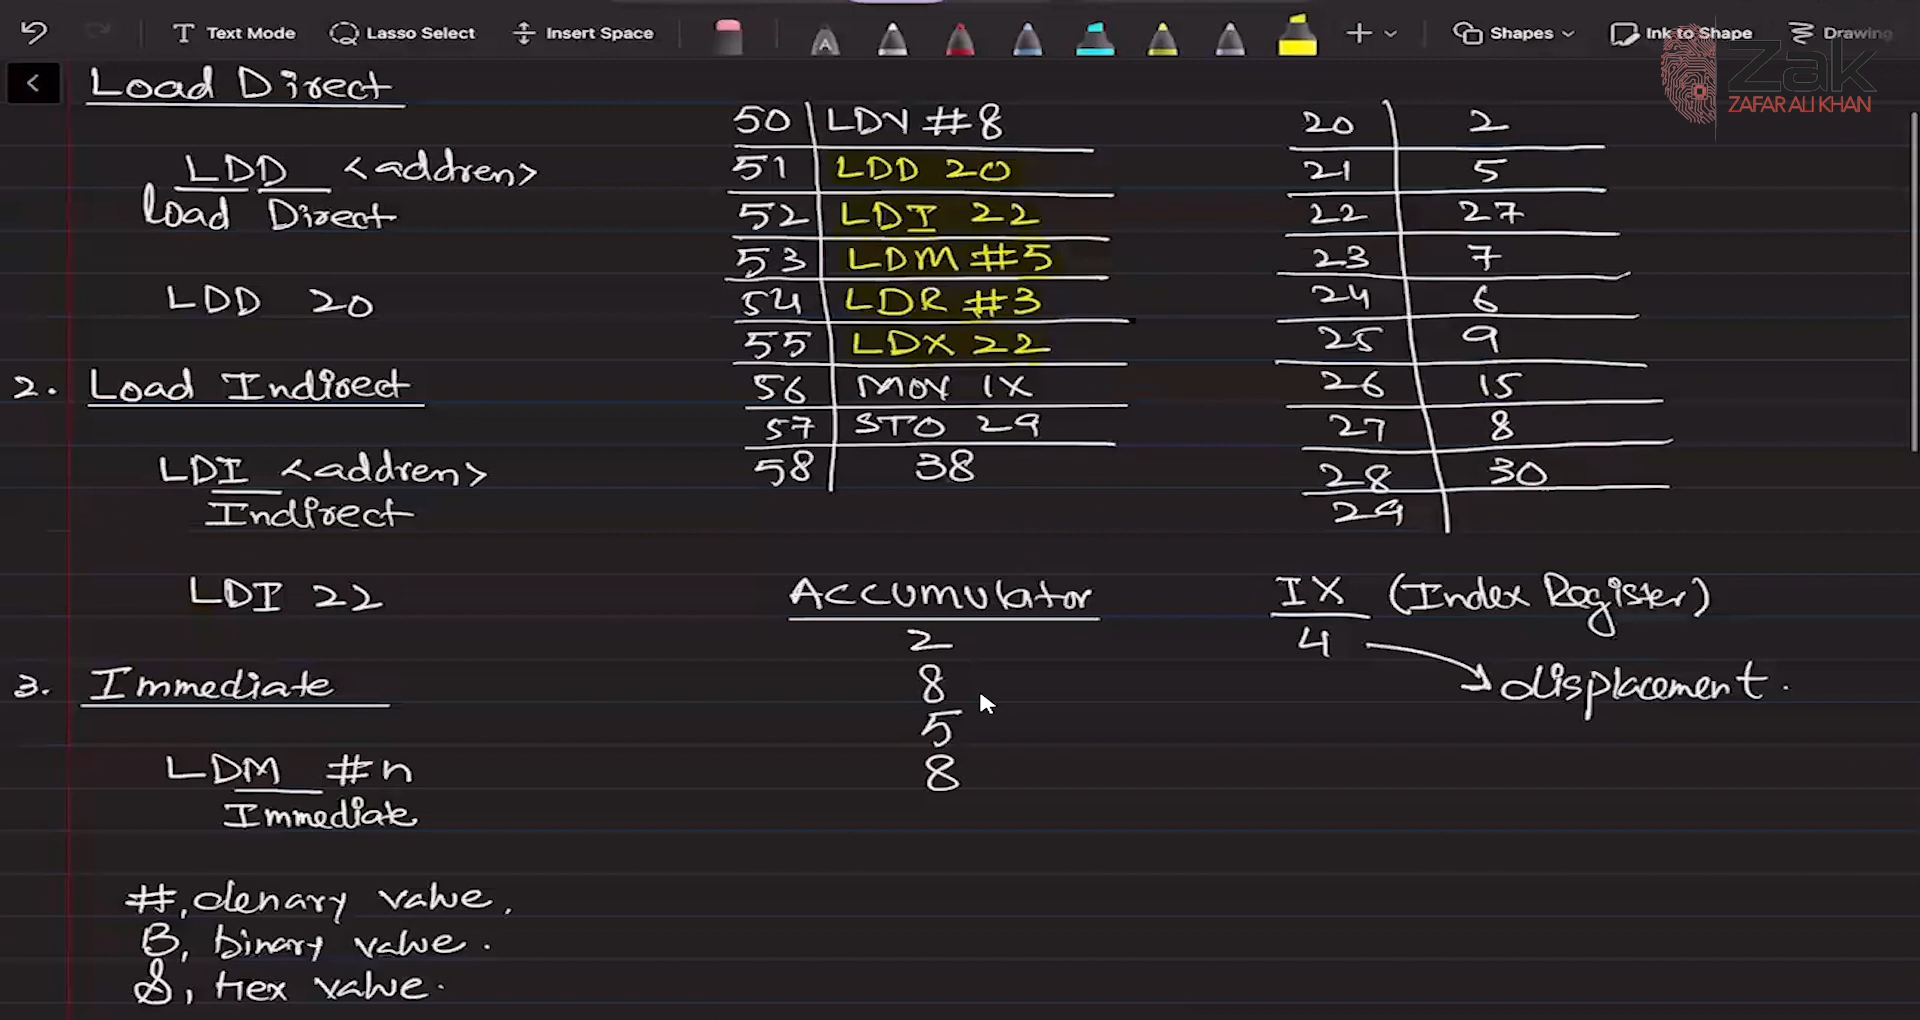 Text Mode Lasso Select Insert Space Shapes Ink to Shape Drawing
Zak
ZAFAR ALI KHAN
Load Direct
LDD <address>
load Direct
LDD 20
2. Load Indirect
LDI <address>
Indirect
LDI 22
3. Immediate
LDM #n
Immediate
#, denary value.
B, binary value.
&, Hex value.
50 LDV #8
51 LDD 20
52 LDI 22
53 LDM #5
54 LDR #3
55 LDX 22
56 MOV IX
57 STO 29
58 38
20 2
21 5
22 27
23 7
24 6
25 9
26 15
27 8
28 30
29
Accumulator
2
8
5
8
IX (Index Register)
4
displacement.